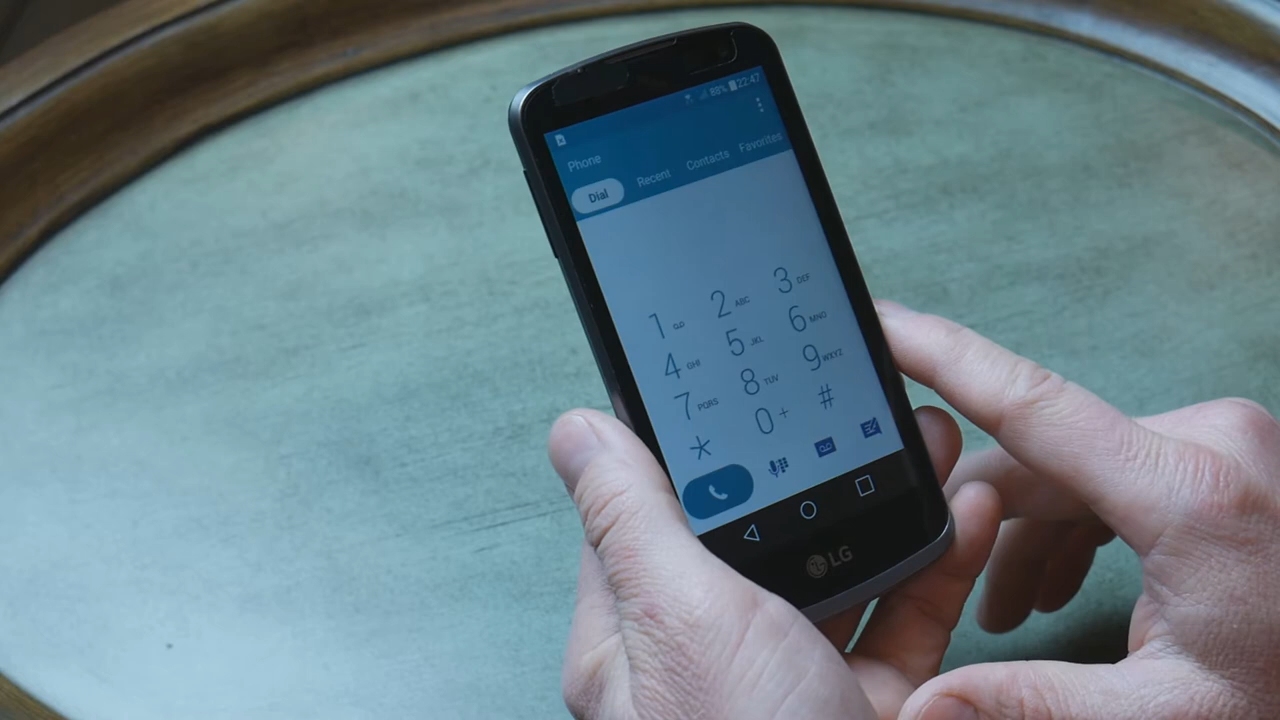 88% 22:47
Phone
Dial Recent Contacts Favorites
1 2 ABC 3 DEF
4 GHI 5 JKL 6 MNO
7 PQRS 8 TUV 9 WXYZ
* 0 + #
LG